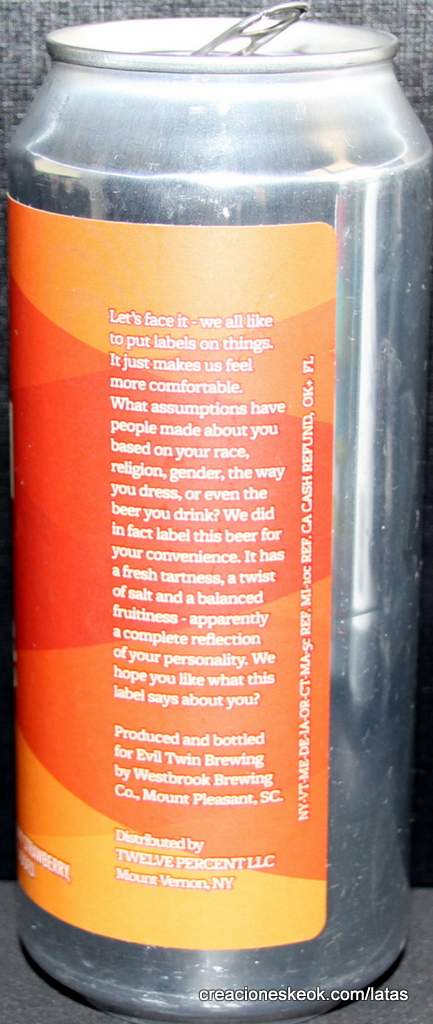 Let's face it - we all like
to put labels on things.
It just makes us feel
more comfortable.
What assumptions have
people made about you
based on your race,
religion, gender, the way
you dress, or even the
beer you drink? We did
in fact label this beer for
your convenience. It has
a fresh tartness, a twist
of salt and a balanced
fruitiness - apparently
a complete reflection
of your personality. We
hope you like what this
label says about you?
Produced and bottled
for Evil Twin Brewing
by Westbrook Brewing
Co., Mount Pleasant, SC.
Distributed by
TWELVE PERCENT LLC
Mount Vernon, NY
NY-VT-ME-DE-IA-OR-CT-MA-5c REF. MI-10c REF. CA CASH REFUND, OK+ FL
STRAWBERRY,
creacioneskeok.com/latas